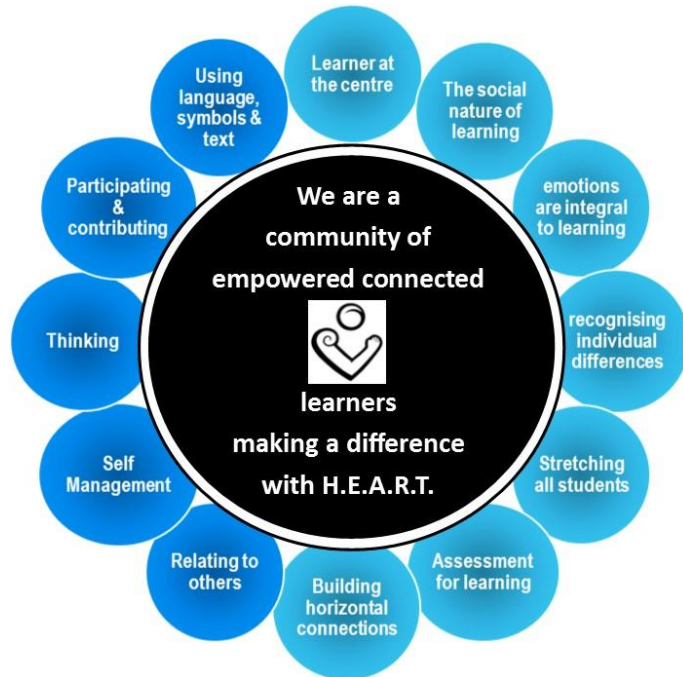 We are a
community of
empowered connected
learners
making a difference
with H.E.A.R.T.
Learner at
the centre
The social
nature of
learning
emotions
are integral
to learning
recognising
individual
differences
Stretching
all students
Assessment
for learning
Building
horizontal
connections
Relating to
others
Self
Management
Thinking
Participating
&
contributing
Using
language,
symbols &
text